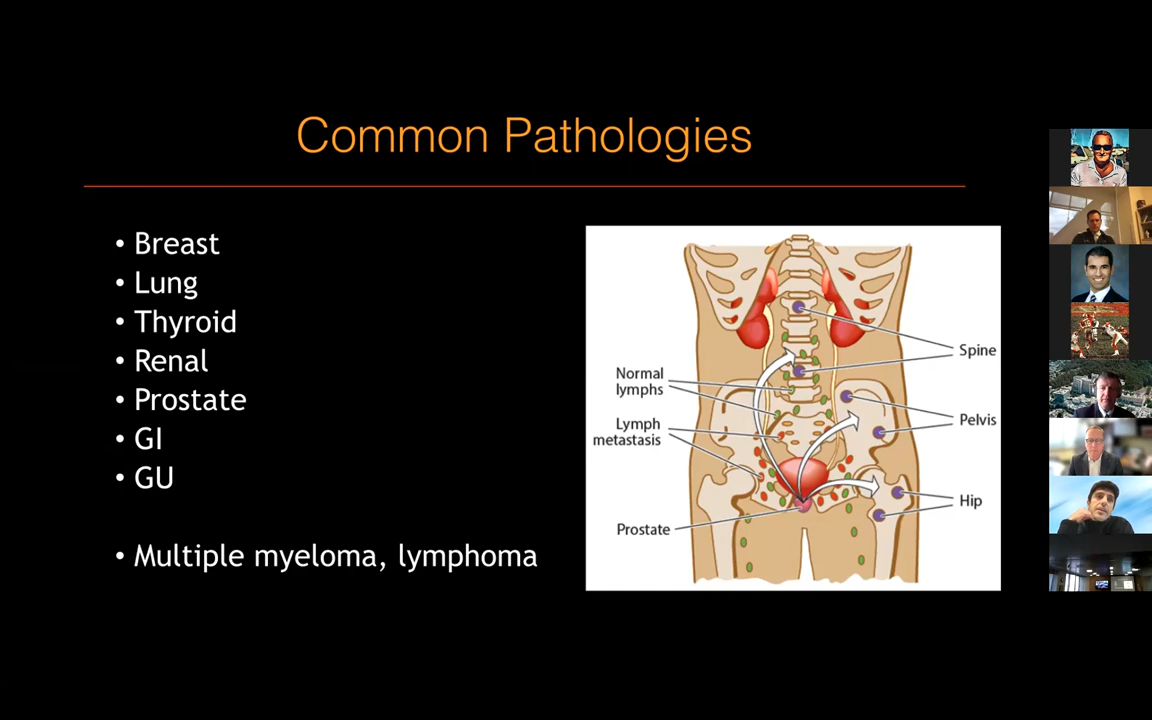 Common Pathologies
• Breast
• Lung
• Thyroid
• Renal
• Prostate
• GI
• GU
• Multiple myeloma, lymphoma
Normal
lymphs
Lymph
metastasis
Prostate
Spine
Pelvis
Hip